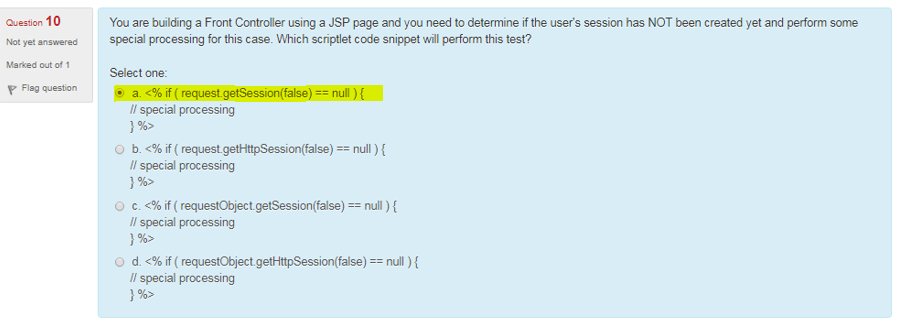 Question 10
Not yet answered
Marked out of 1
Flag question
You are building a Front Controller using a JSP page and you need to determine if the user's session has NOT been created yet and perform some
special processing for this case. Which scriptlet code snippet will perform this test?
Select one:
a. <% if ( request.getSession(false) == null ) {
// special processing
} %>
b. <% if ( request.getHttpSession(false) == null ) {
// special processing
} %>
c. <% if ( requestObject.getSession(false) == null ) {
// special processing
} %>
d. <% if ( requestObject.getHttpSession(false) == null ) {
// special processing
} %>